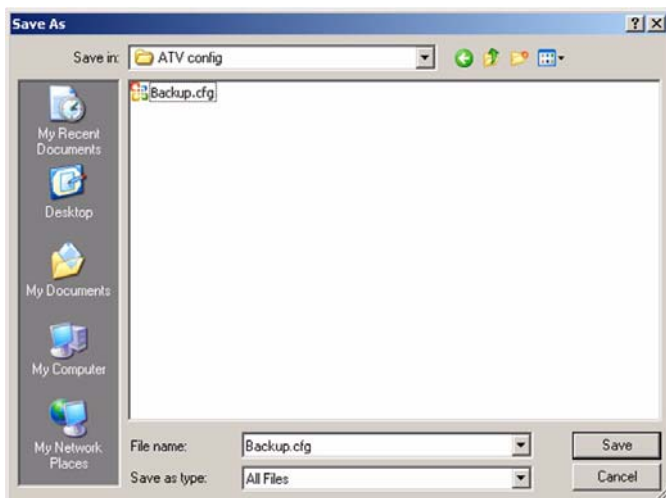 Save As
Save in: ATV config
Backup.cfg
My Recent
Documents
Desktop
My Documents
My Computer
My Network
Places
File name: Backup.cfg Save
Save as type: All Files Cancel